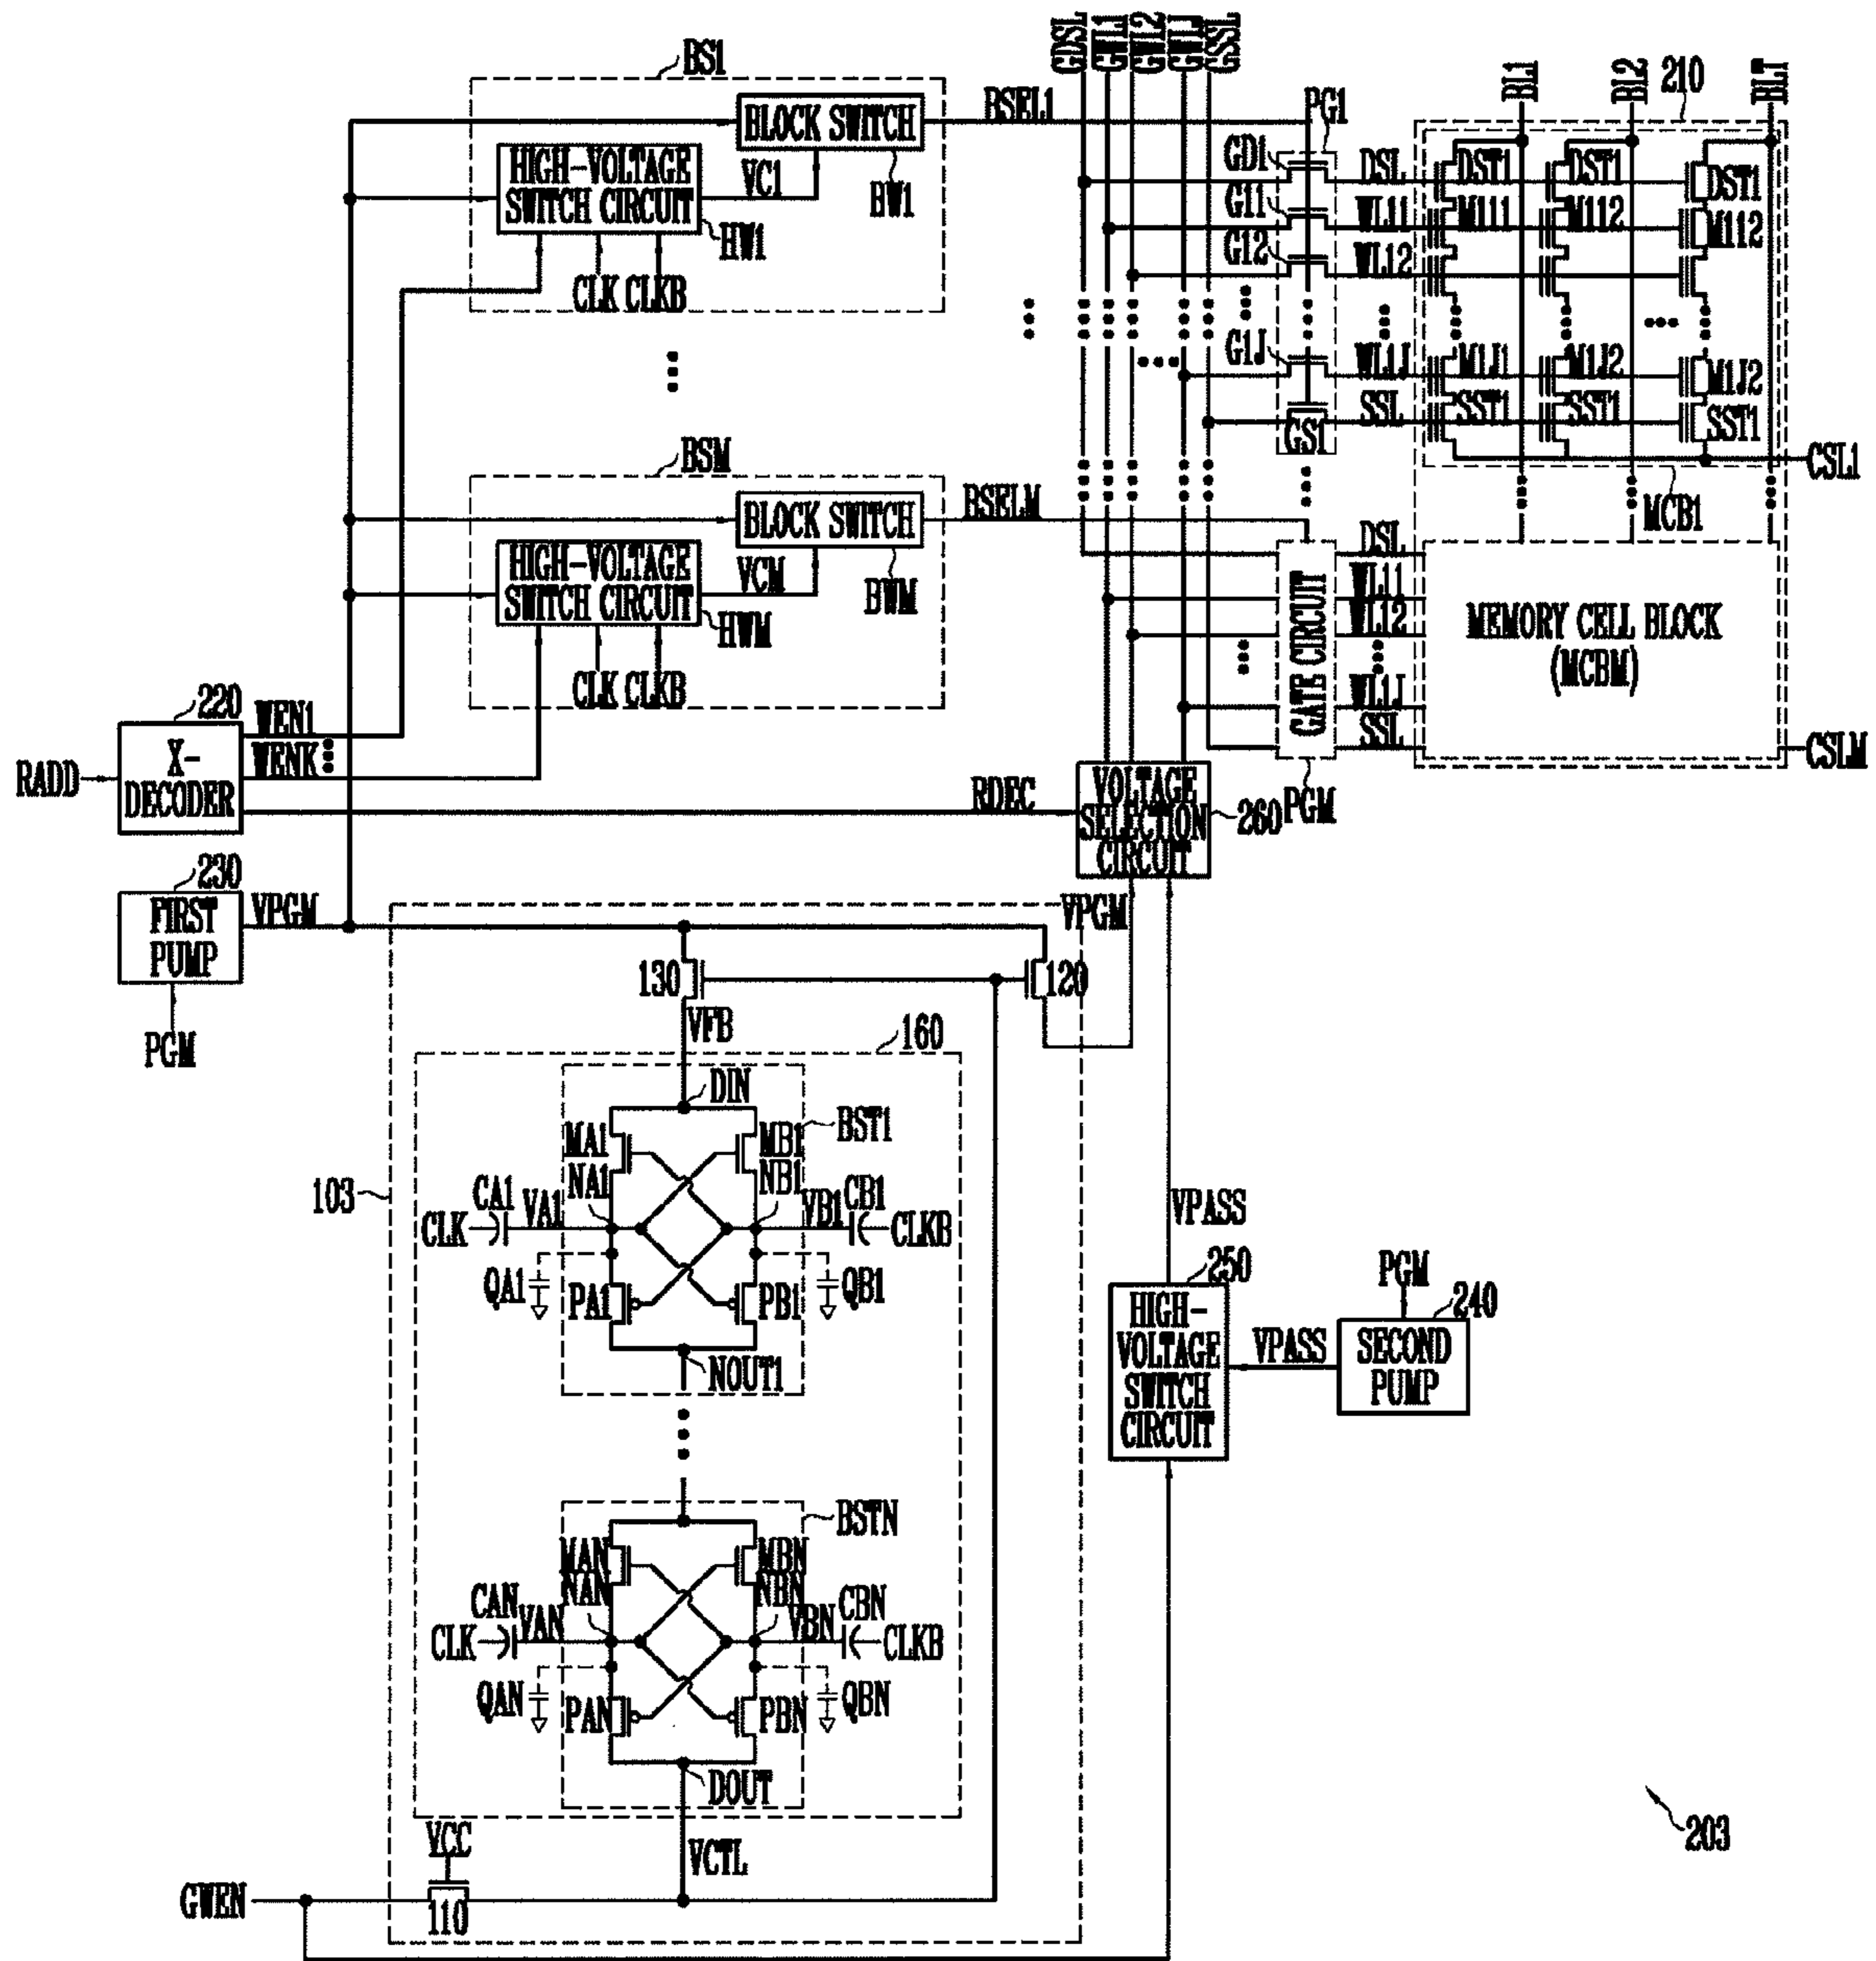 GDSL
GWL1
GWL2
GWLJ
GSSL
BS1
BLOCK SWITCH
BSEL1
PG1
BL1
BL2
210
BLT
HIGH-VOLTAGE
SWITCH CIRCUIT
VC1
BW1
HW1
CLK CLKB
GD1
DSL
DST1
DST1
DST1
G11
WL11
M111
M112
M112
G12
WL12
G1J
WL1J
M1J1
M1J2
M1J2
SSL
SST1
SST1
SST1
GS1
CSL1
MCB1
BSM
BLOCK SWITCH
BSELM
HIGH-VOLTAGE
SWITCH CIRCUIT
VCM
BWM
HWM
CLK CLKB
DSL
WL11
WL12
WL1J
SSL
GATE CIRCUIT
PGM
MEMORY CELL BLOCK
(MCBM)
CSLM
220
WEN1
WENK
RADD
X-
DECODER
RDEC
VOLTAGE
SELECTION
CIRCUIT
260
230
FIRST
PUMP
VPGM
VPGM
PGM
130
120
VFB
160
DIN
BST1
MA1
MB1
NA1
NB1
103
CLK
CA1
VA1
VB1
CB1
CLKB
QA1
PA1
PB1
QB1
NOUT1
VPASS
250
HIGH-
VOLTAGE
SWITCH
CIRCUIT
VPASS
PGM
240
SECOND
PUMP
BSTN
MAN
MBN
NAN
NBN
CLK
CAN
VAN
VBN
CBN
CLKB
QAN
PAN
PBN
QBN
DOUT
VCC
VCTL
GWEN
110
203